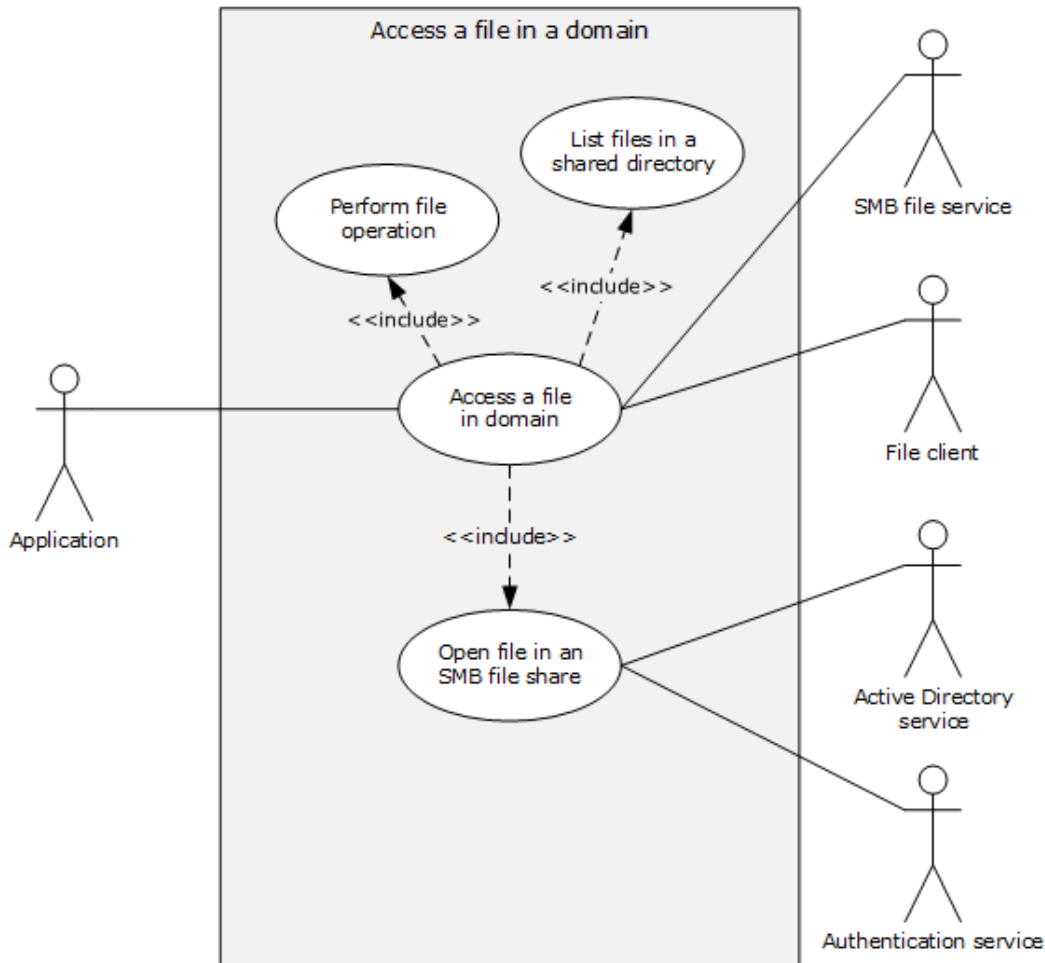 Access a file in a domain
List files in a
shared directory
SMB file service
Perform file
operation
<<include>>
<<include>>
Access a file
in domain
File client
Application
<<include>>
Open file in an
SMB file share
Active Directory
service
Authentication service